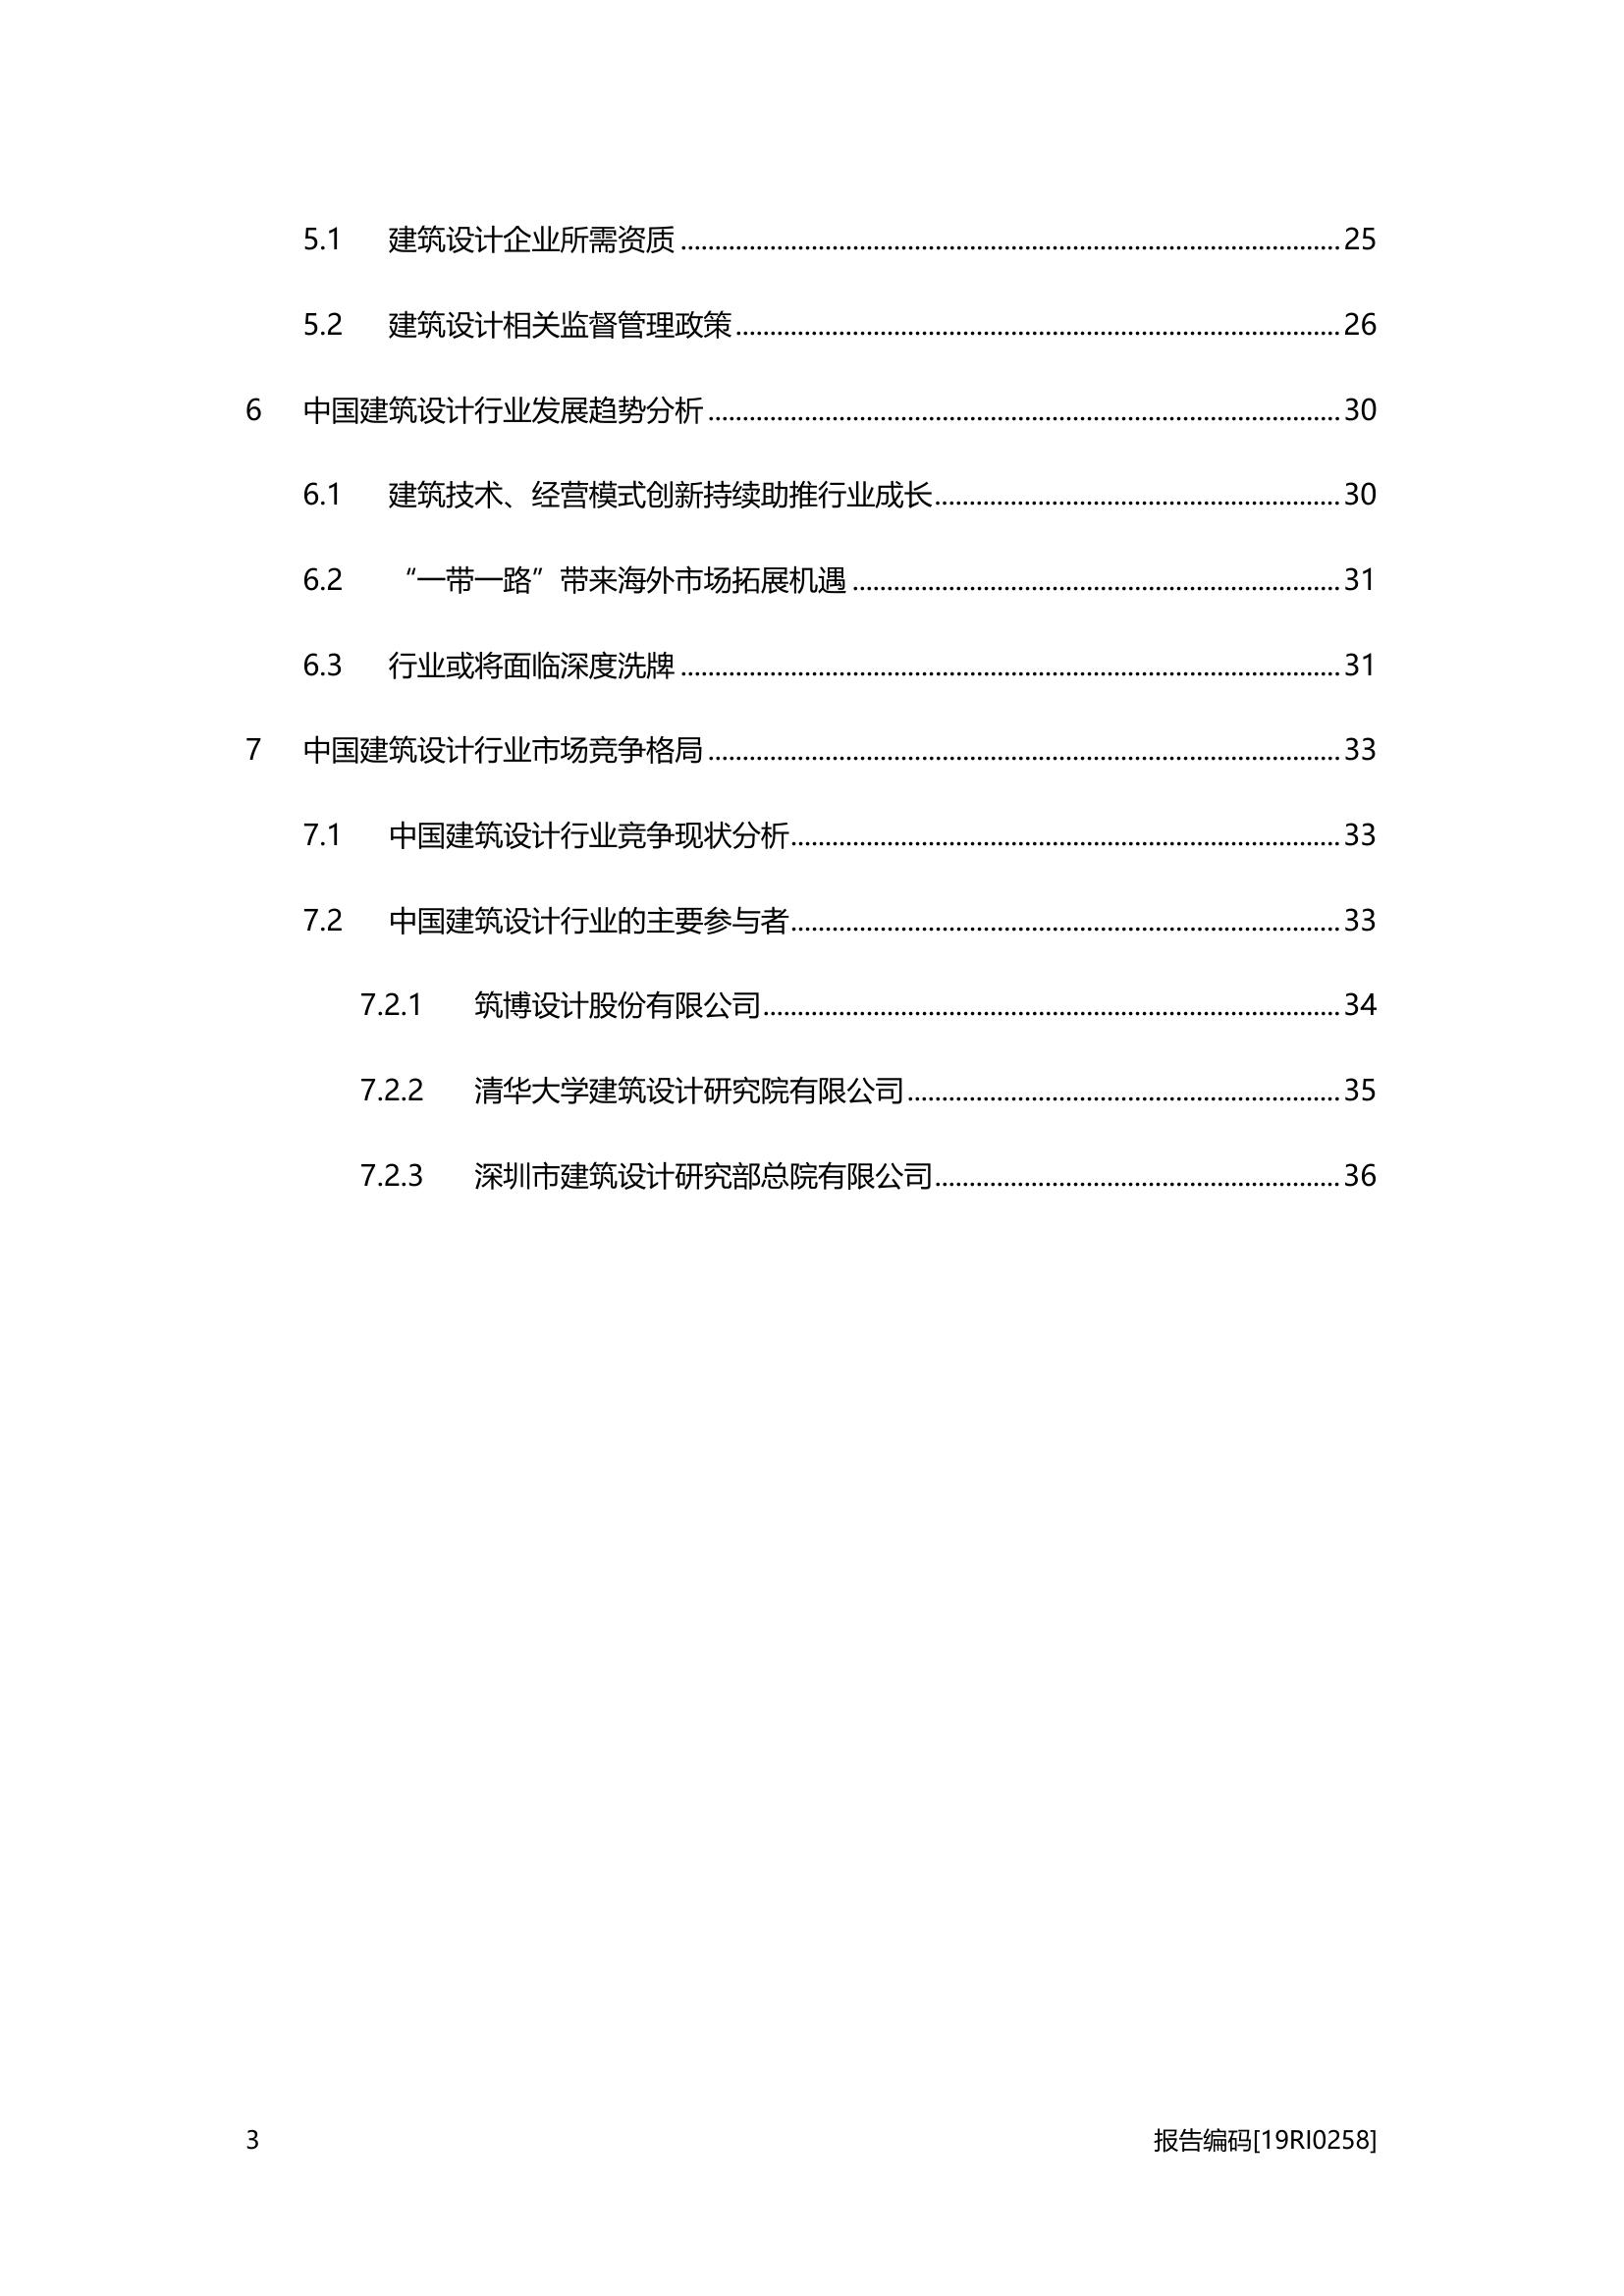 5.1 建筑设计企业所需资质 25
5.2 建筑设计相关监督管理政策 26
6 中国建筑设计行业发展趋势分析 30
6.1 建筑技术、经营模式创新持续助推行业成长 30
6.2 “一带一路”带来海外市场拓展机遇 31
6.3 行业或将面临深度洗牌 31
7 中国建筑设计行业市场竞争格局 33
7.1 中国建筑设计行业竞争现状分析 33
7.2 中国建筑设计行业的主要参与者 33
7.2.1 筑博设计股份有限公司 34
7.2.2 清华大学建筑设计研究院有限公司 35
7.2.3 深圳市建筑设计研究部总院有限公司 36
3 报告编码[19RI0258]